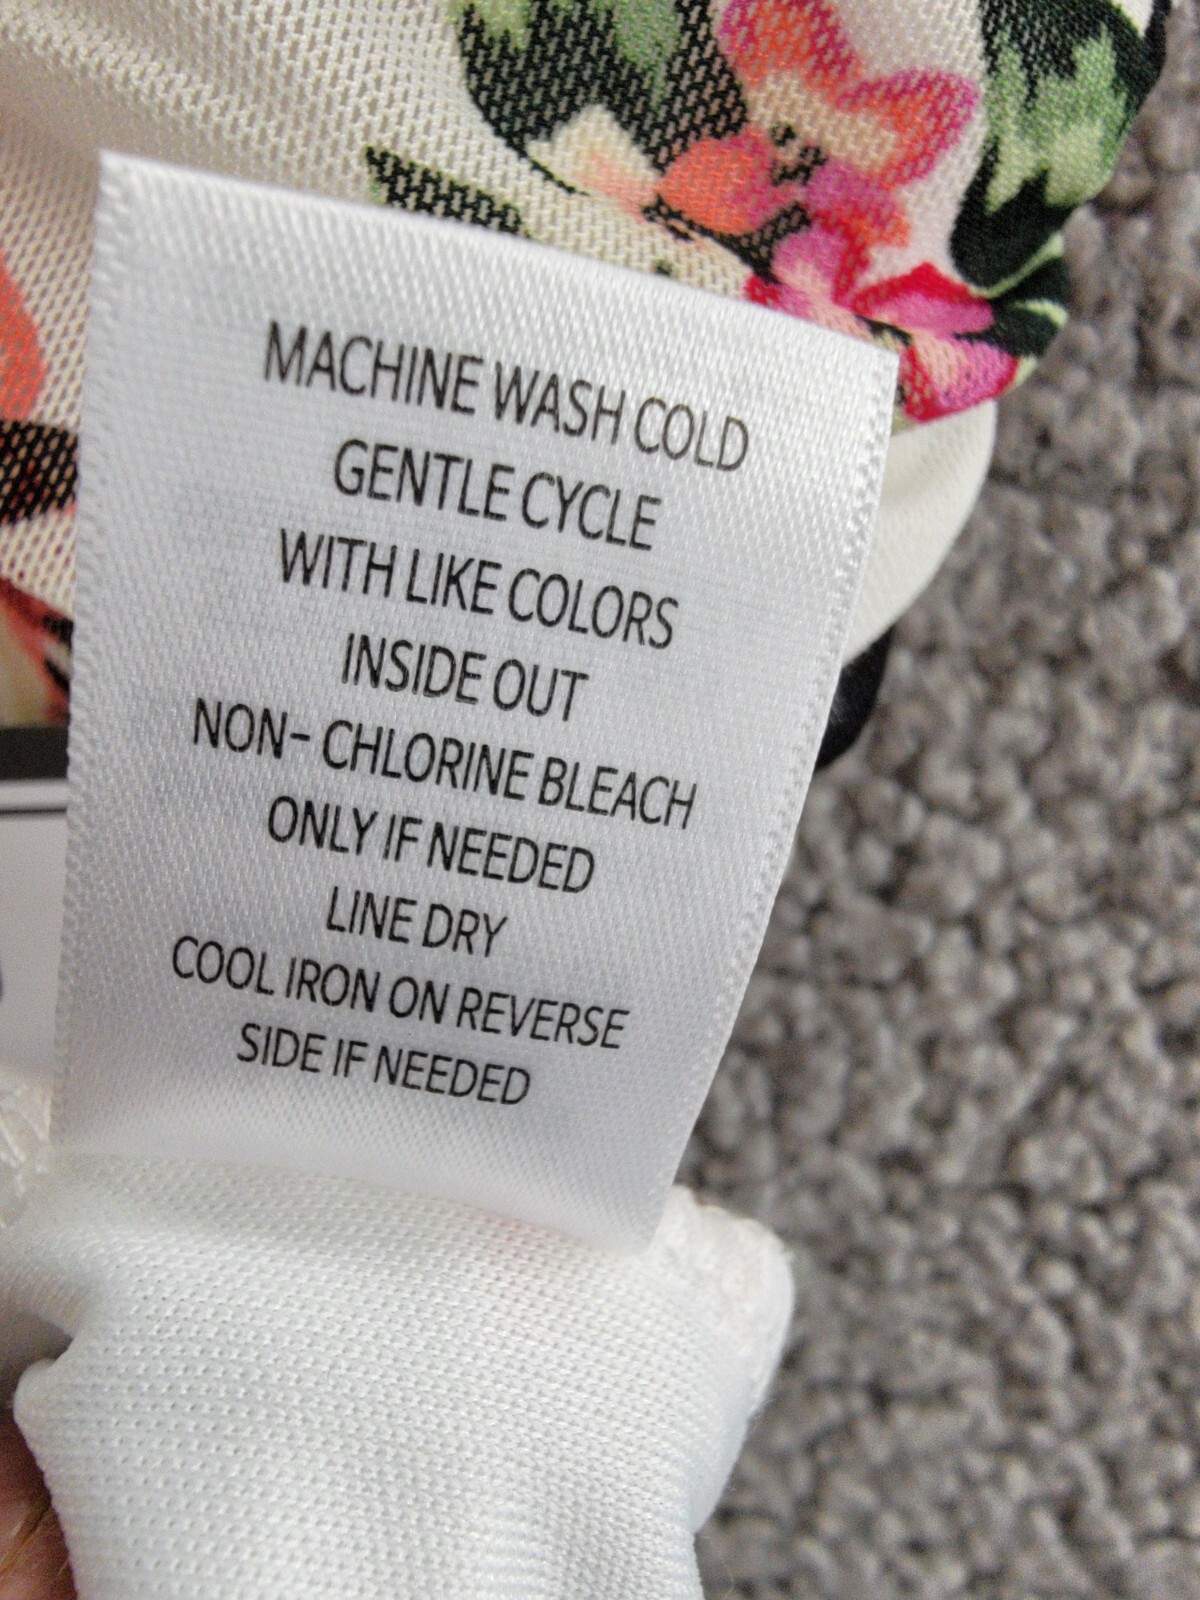 MACHINE WASH COLD
GENTLE CYCLE
WITH LIKE COLORS
INSIDE OUT
NON- CHLORINE BLEACH
ONLY IF NEEDED
LINE DRY
COOL IRON ON REVERSE
SIDE IF NEEDED